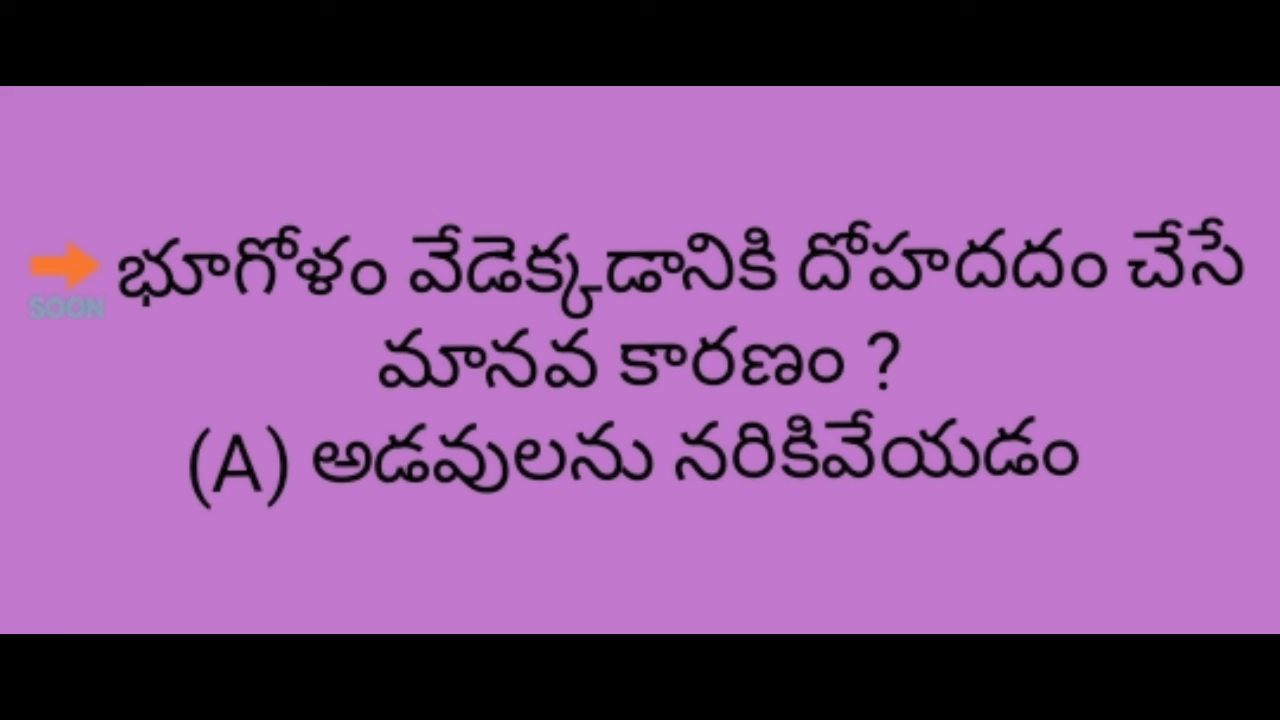 భూగోళం వేడెక్కడానికి దోహదదం చేసే
SOON
మానవ కారణం ?
(A) అడవులను నరికివేయడం